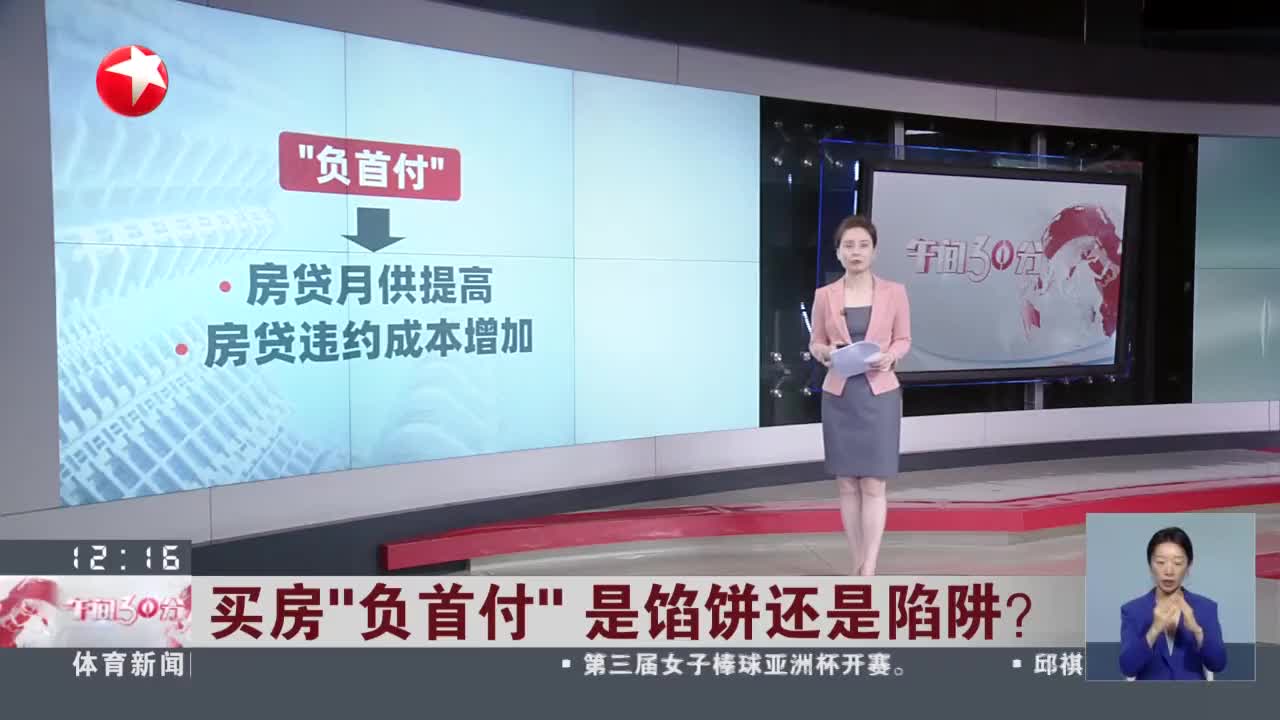 "负首付"
· 房贷月供提高
· 房贷违约成本增加
午间30分
12:16
午间30分
买房"负首付" 是馅饼还是陷阱?
体育新闻
▪ 第三届女子棒球亚洲杯开赛。
▪ 邱祺